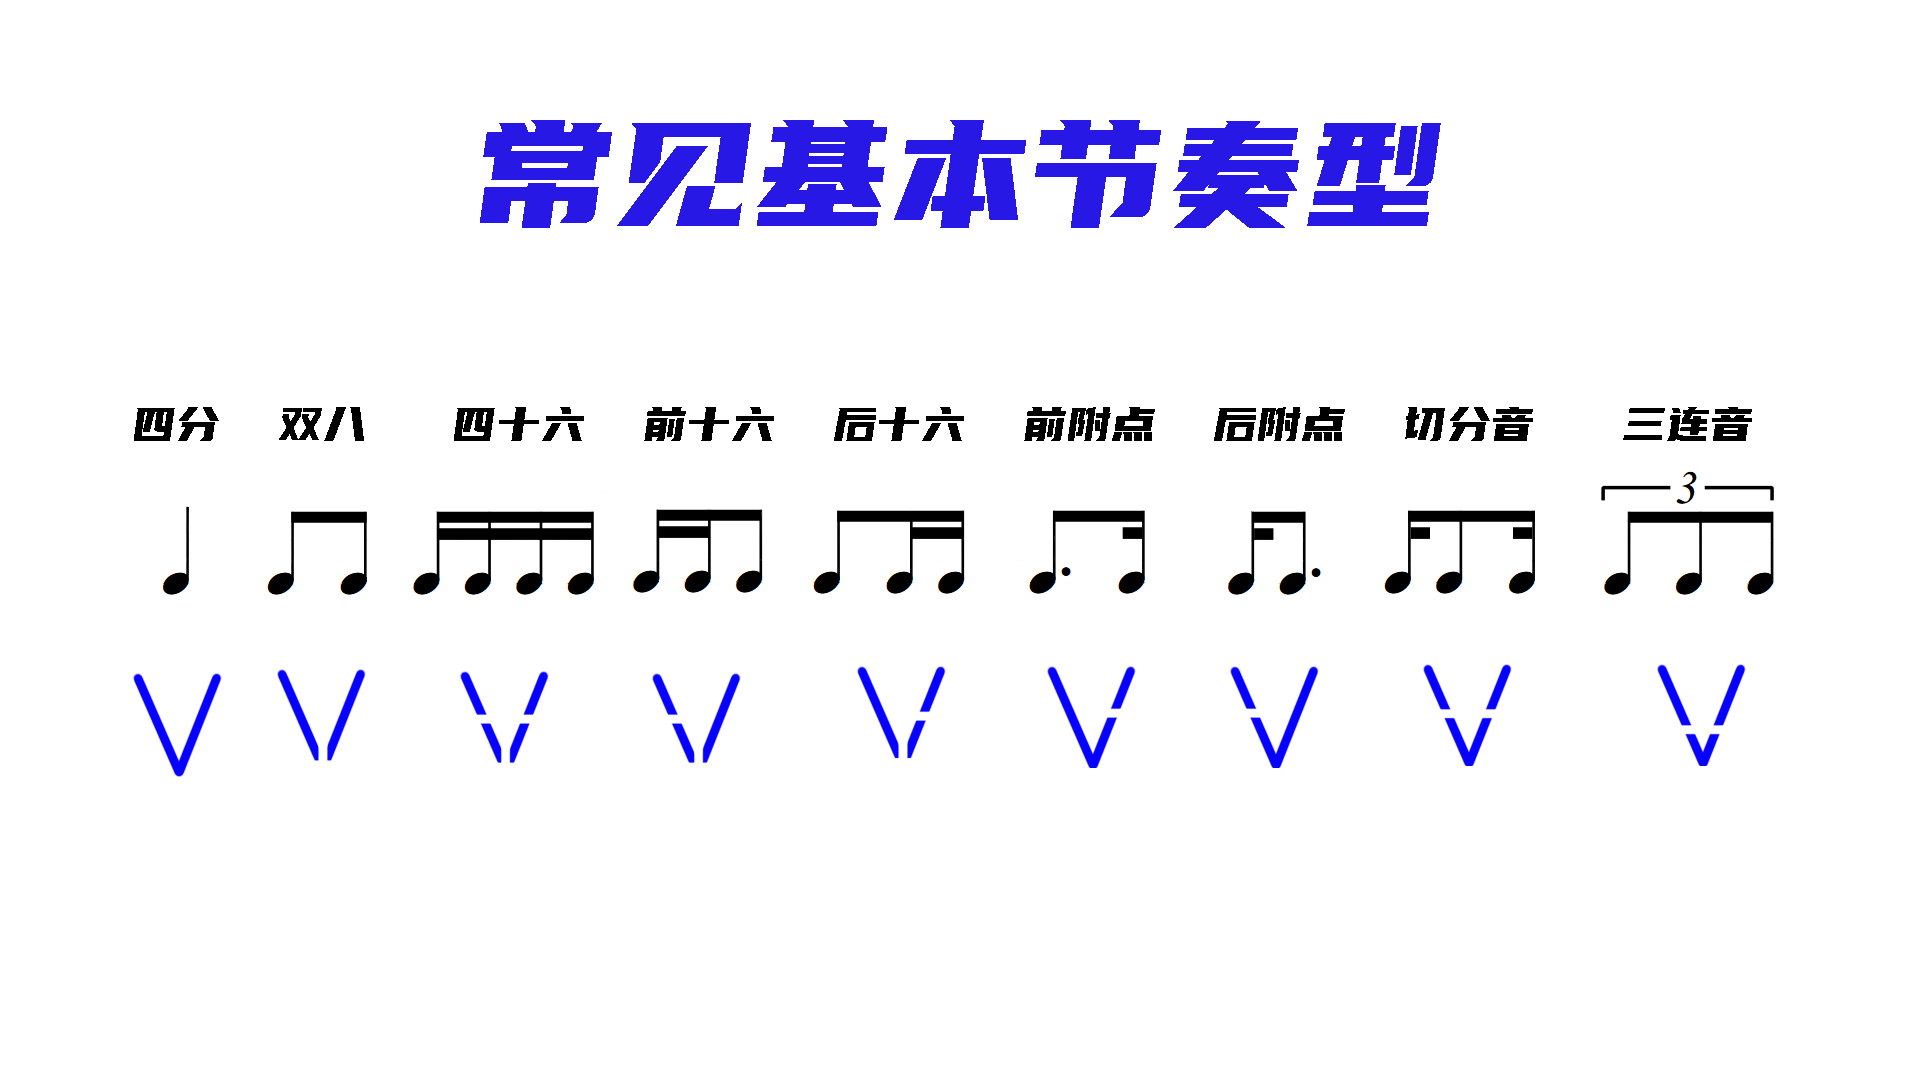 常见基本节奏型
四分 双八 四十六 前十六 后十六 前附点 后附点 切分音 三连音
3